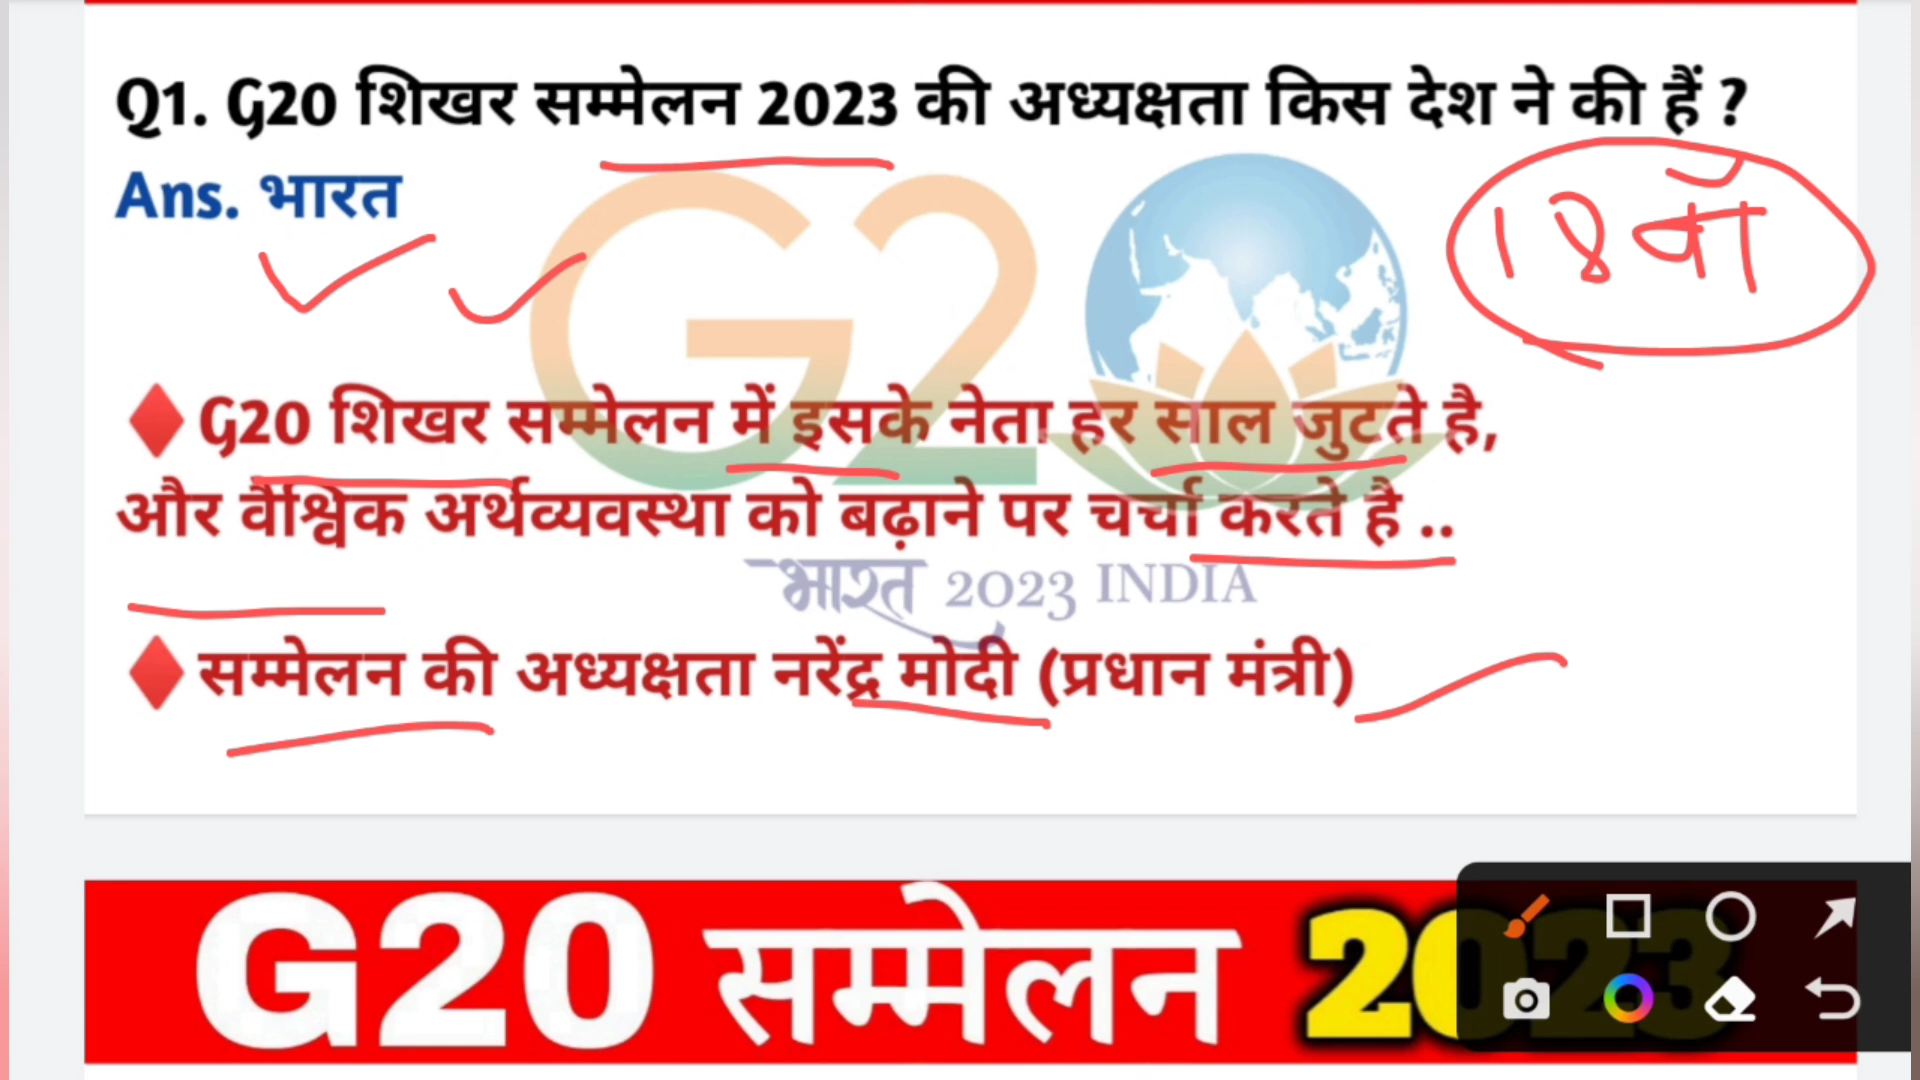 Q1. G20 शिखर सम्मेलन 2023 की अध्यक्षता किस देश ने की हैं ?
Ans. भारत
18वाँ
G20
G20 शिखर सम्मेलन में इसके नेता हर साल जुटते है,
और वैश्विक अर्थव्यवस्था को बढ़ाने पर चर्चा करते है ..
भारत 2023 INDIA
सम्मेलन की अध्यक्षता नरेंद्र मोदी (प्रधान मंत्री)
G20 सम्मेलन 2023